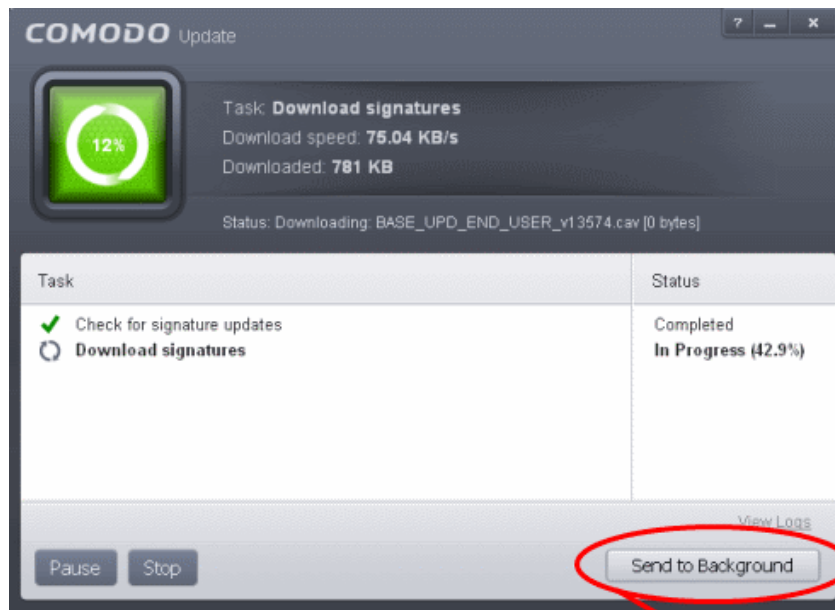 COMODO Update
? – x
12%
Task: Download signatures
Download speed: 75.04 KB/s
Downloaded: 781 KB
Status: Downloading: BASE_UPD_END_USER_v13574.cav [0 bytes]
Task Status
Check for signature updates Completed
Download signatures In Progress (42.9%)
View Logs
Pause Stop Send to Background